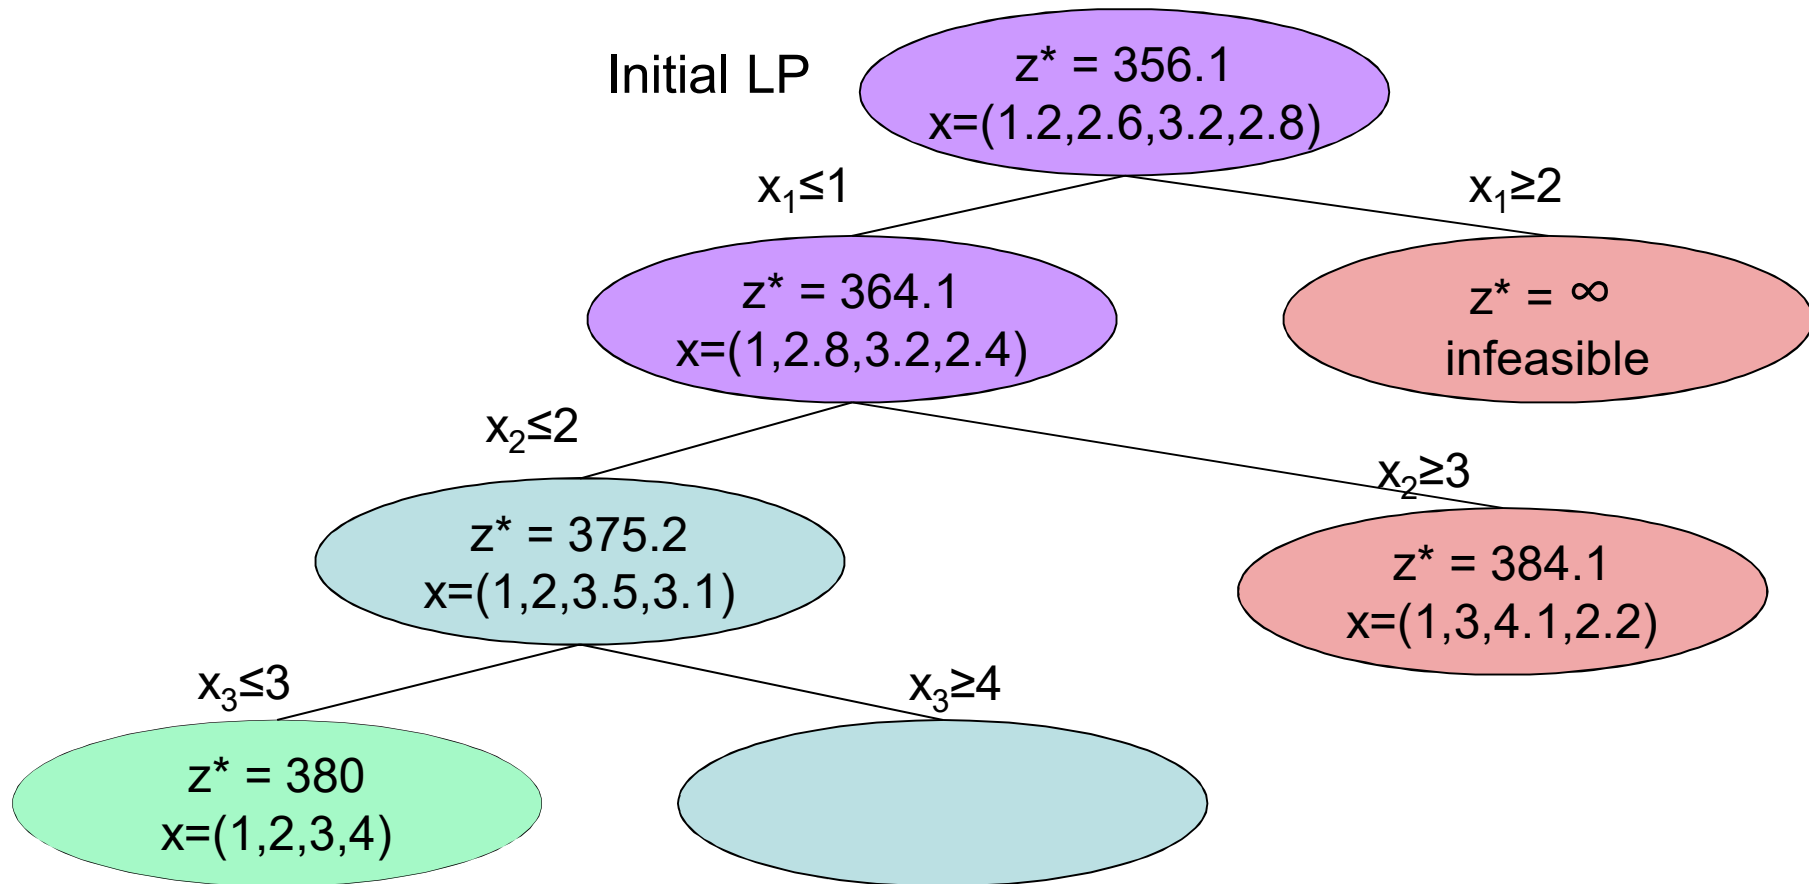 Initial LP
z* = 356.1
x=(1.2,2.6,3.2,2.8)
x₁≤1
x₁≥2
z* = 364.1
x=(1,2.8,3.2,2.4)
z* = ∞
infeasible
x₂≤2
x₂≥3
z* = 375.2
x=(1,2,3.5,3.1)
z* = 384.1
x=(1,3,4.1,2.2)
x₃≤3
x₃≥4
z* = 380
x=(1,2,3,4)